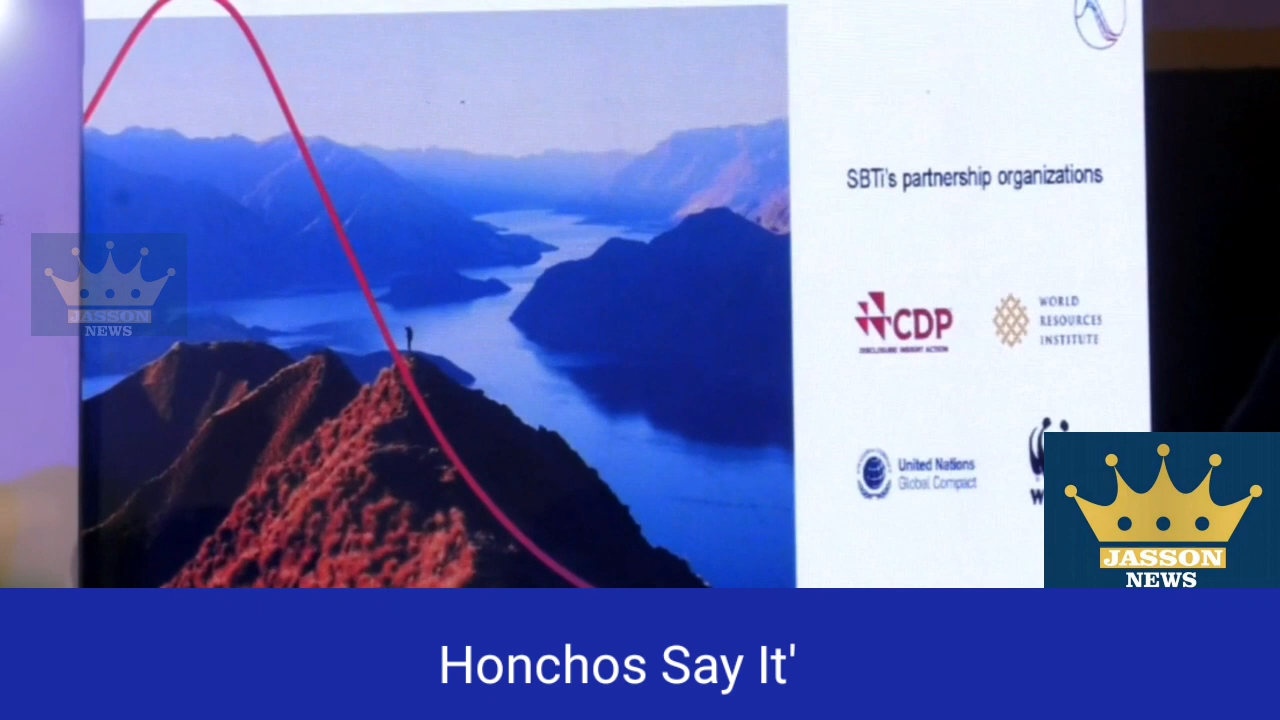 SBTi's partnership organizations
CDP
DISCLOSURE INSIGHT ACTION
WORLD
RESOURCES
INSTITUTE
United Nations
Global Compact
JASSON
NEWS
JASSON
NEWS
Honchos Say It'